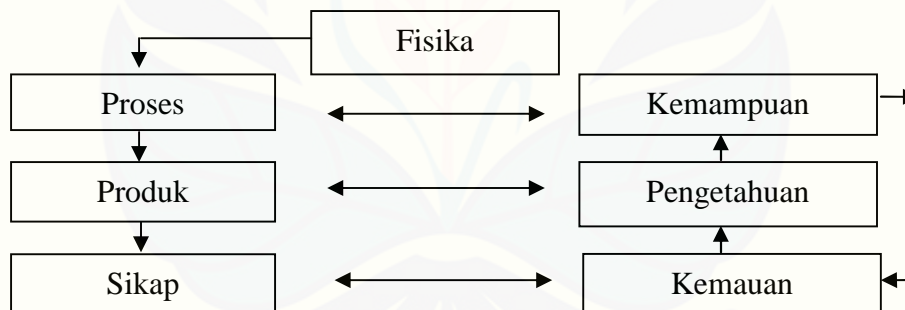 Fisika
Proses
Kemampuan
Produk
Pengetahuan
Sikap
Kemauan